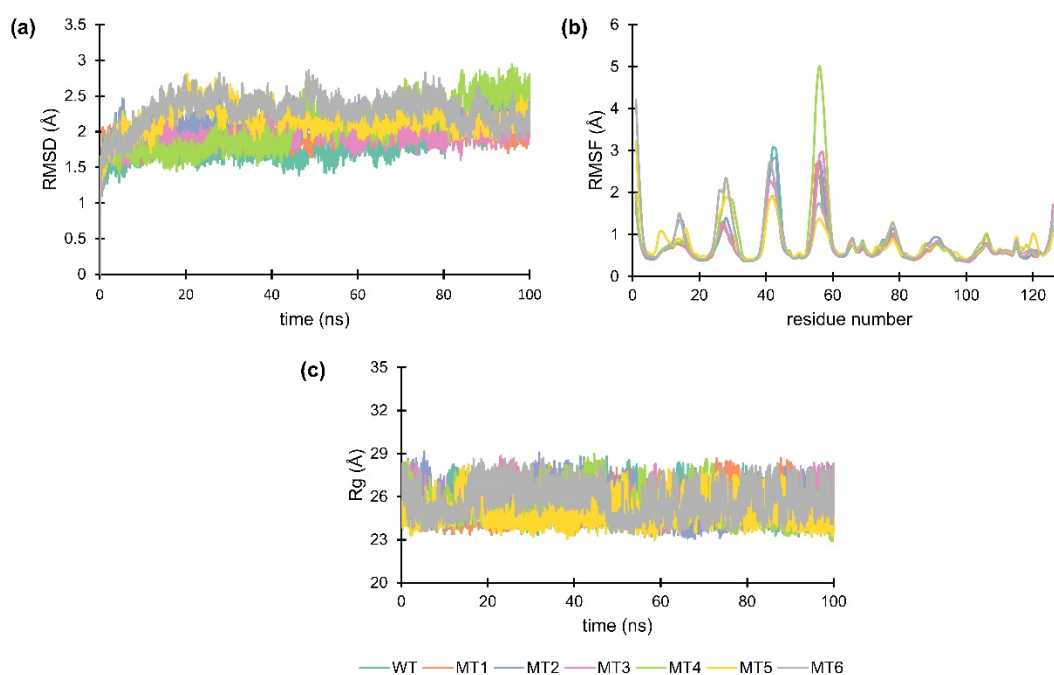 (a)
RMSD (Å)
3.5
3
2.5
2
1.5
1
0.5
0
0 20 40 60 80 100
time (ns)
(b)
RMSF (Å)
6
5
4
3
2
1
0
0 20 40 60 80 100 120
residue number
(c)
Rg (Å)
35
32
29
26
23
20
0 20 40 60 80 100
time (ns)
WT MT1 MT2 MT3 MT4 MT5 MT6